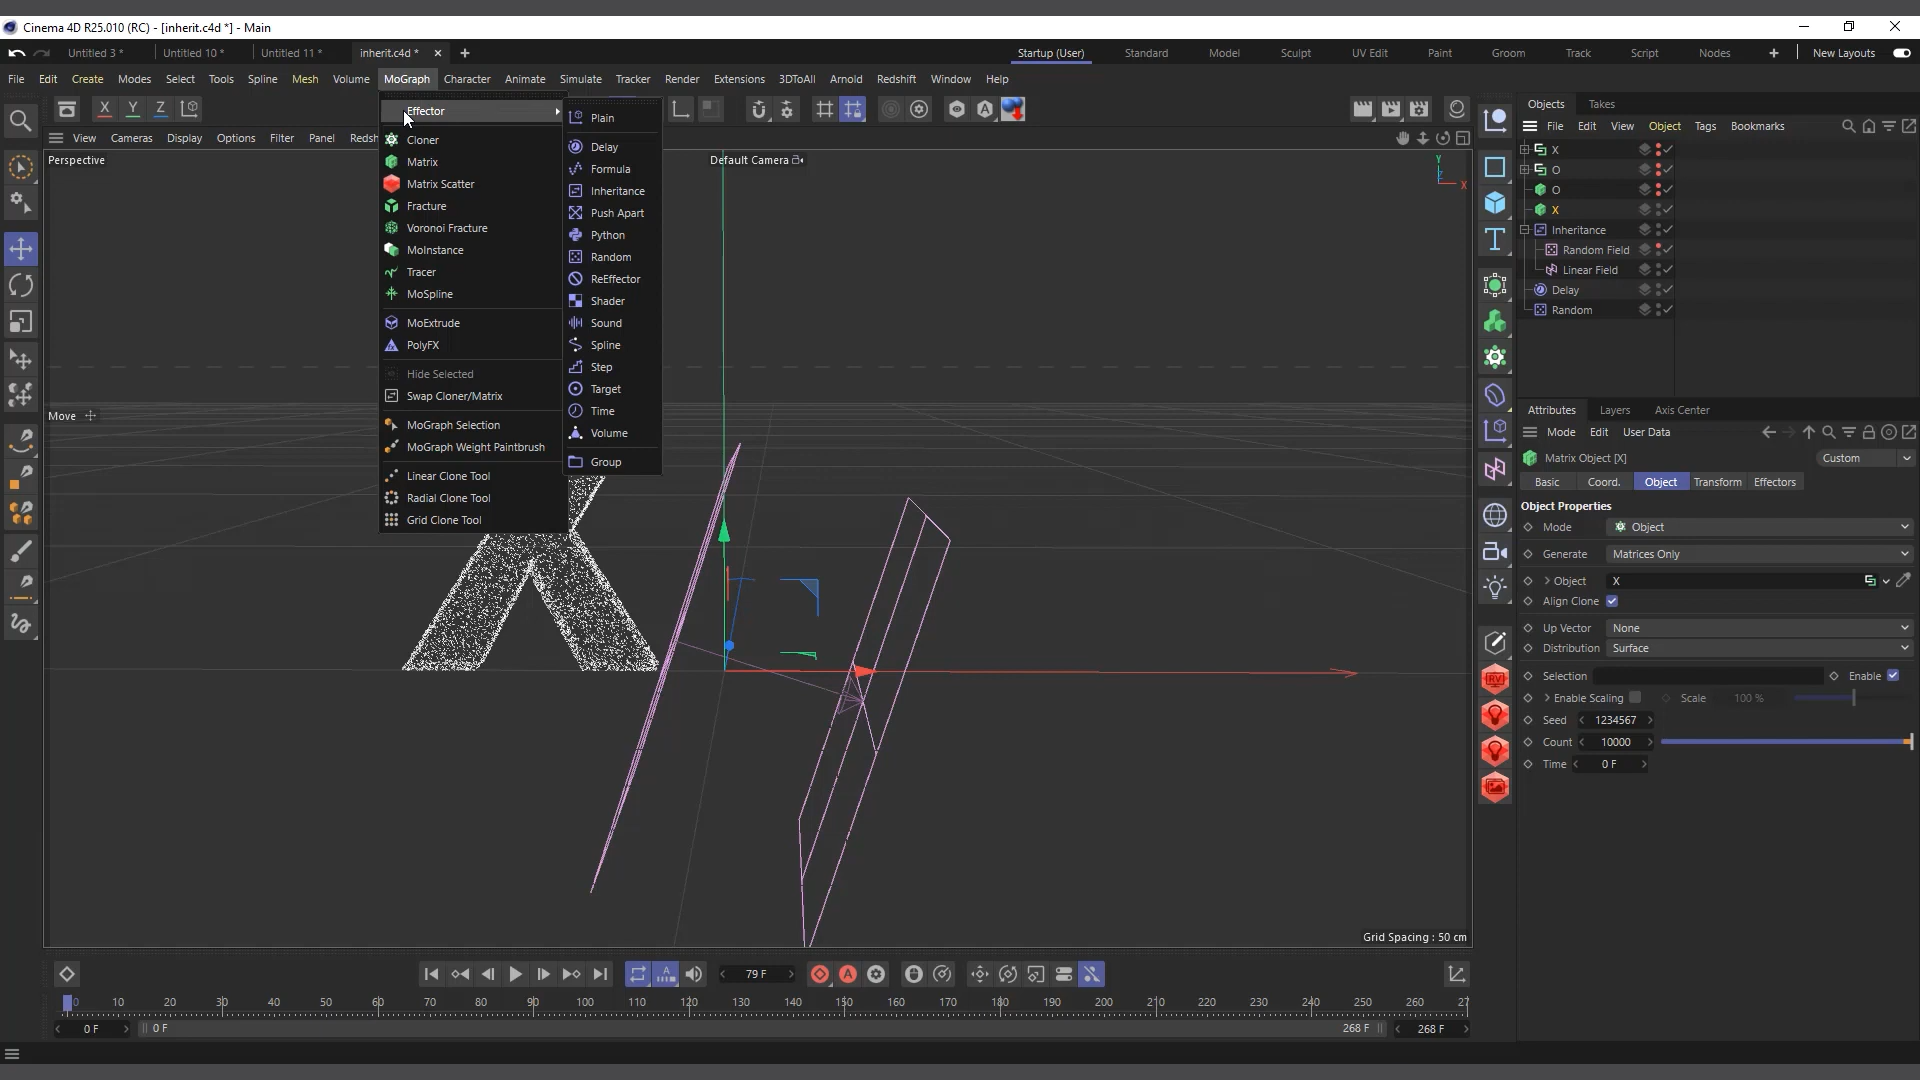 Cinema 4D R25.010 (RC) - [inherit.c4d *] - Main
Untitled 3 *
Untitled 10 *
Untitled 11 *
inherit.c4d *
Startup (User)
Standard
Model
Sculpt
UV Edit
Paint
Groom
Track
Script
Nodes
New Layouts
File
Edit
Create
Modes
Select
Tools
Spline
Mesh
Volume
MoGraph
Character
Animate
Simulate
Tracker
Render
Extensions
3DToAll
Arnold
Redshift
Window
Help
X
Y
Z
View
Cameras
Display
Options
Filter
Panel
Redsh
Perspective
Default Camera
Y
Z
X
Move
Effector
Cloner
Matrix
Matrix Scatter
Fracture
Voronoi Fracture
MoInstance
Tracer
MoSpline
MoExtrude
PolyFX
Hide Selected
Swap Cloner/Matrix
MoGraph Selection
MoGraph Weight Paintbrush
Linear Clone Tool
Radial Clone Tool
Grid Clone Tool
Plain
Delay
Formula
Inheritance
Push Apart
Python
Random
ReEffector
Shader
Sound
Spline
Step
Target
Time
Volume
Group
Grid Spacing : 50 cm
Objects
Takes
File
Edit
View
Object
Tags
Bookmarks
X
O
O
X
Inheritance
Random Field
Linear Field
Delay
Random
Attributes
Layers
Axis Center
Mode
Edit
User Data
Matrix Object [X]
Custom
Basic
Coord.
Object
Transform
Effectors
Object Properties
Mode
Object
Generate
Matrices Only
Object
X
Align Clone
Up Vector
None
Distribution
Surface
Selection
Enable
Enable Scaling
Scale
100 %
Seed
1234567
Count
10000
Time
0 F
RV
79 F
0 10 20 30 40 50 60 70 80 90 100 110 120 130 140 150 160 170 180 190 200 210 220 230 240 250 260 27
0 F
0 F
268 F
268 F